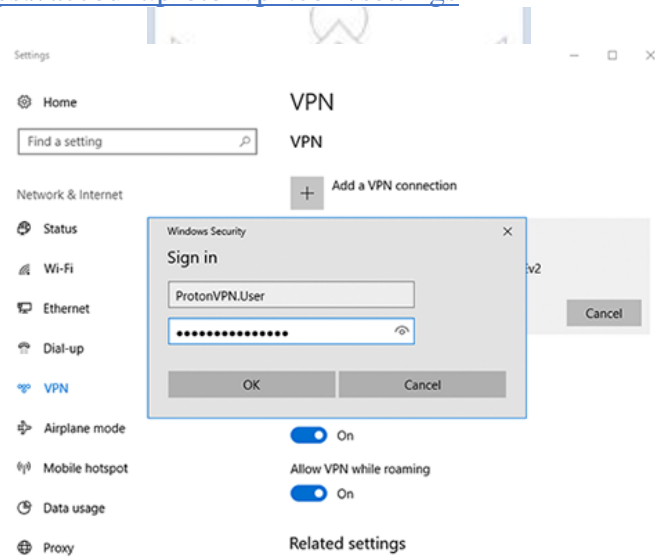 Settings
Home
VPN
Find a setting
VPN
Add a VPN connection
Network & Internet
Status
Windows Security
Sign in
Wi-Fi
ProtonVPN.User
Ethernet
Cancel
Dial-up
OK
Cancel
VPN
Airplane mode
On
Mobile hotspot
Allow VPN while roaming
On
Data usage
Proxy
Related settings